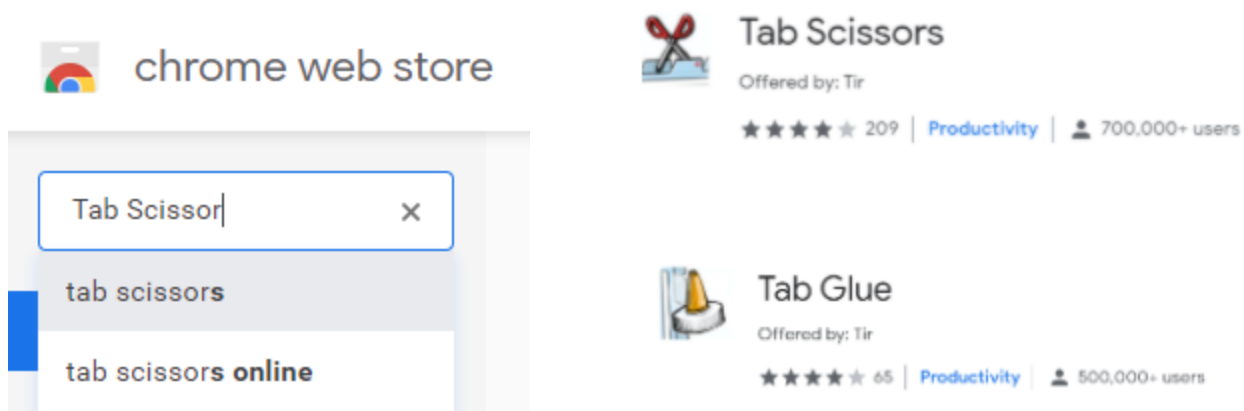 chrome web store
Tab Scissor
tab scissors
tab scissors online
Tab Scissors
Offered by: Tir
209 | Productivity | 700,000+ users
Tab Glue
Offered by: Tir
65 | Productivity | 500,000+ users